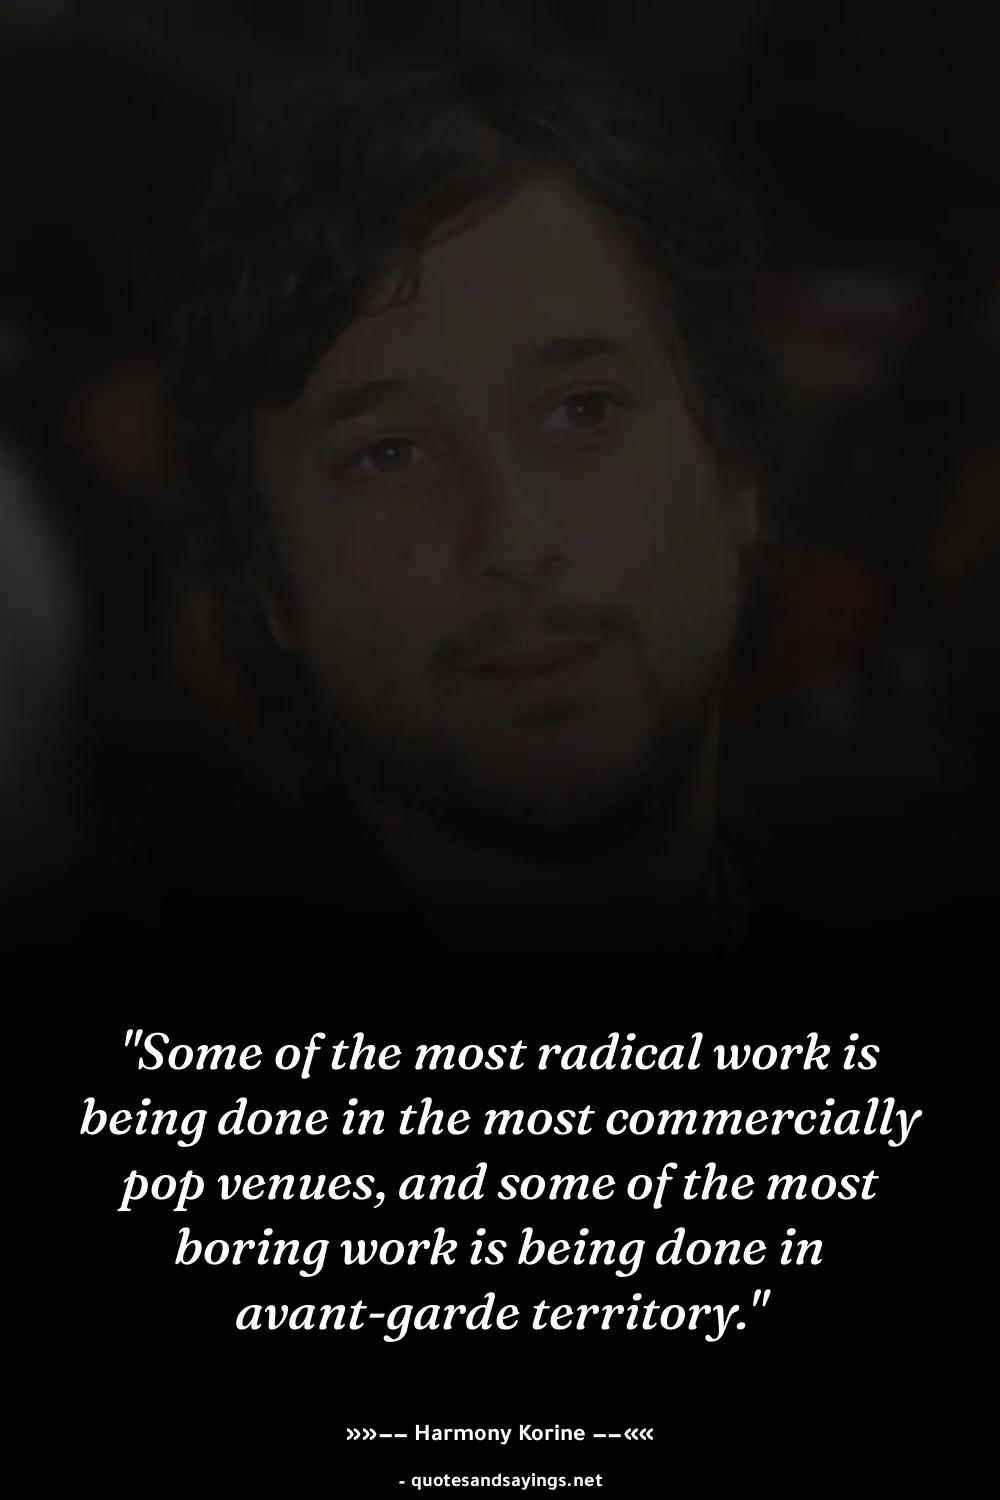 "Some of the most radical work is
being done in the most commercially
pop venues, and some of the most
boring work is being done in
avant-garde territory."
»»–– Harmony Korine ––««
- quotesandsayings.net